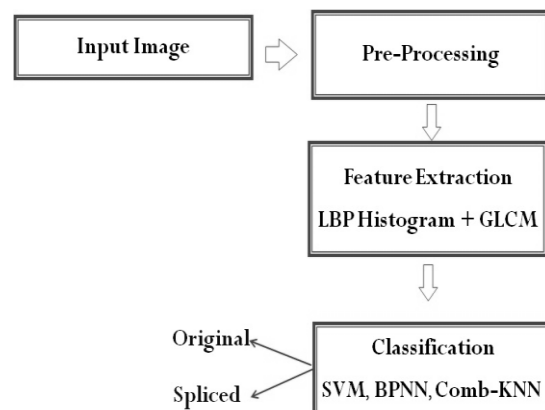 Input Image
Pre-Processing
Feature Extraction
LBP Histogram + GLCM
Original
Spliced
Classification
SVM, BPNN, Comb-KNN